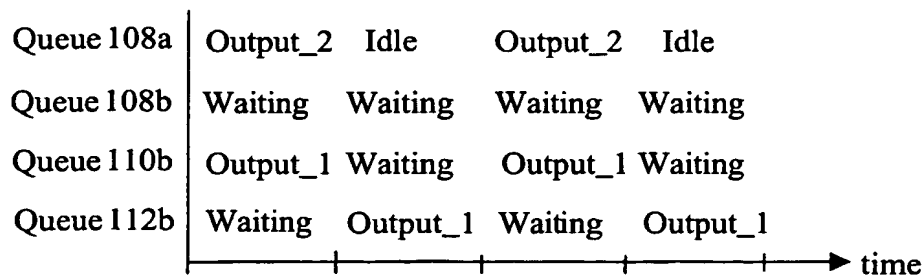 Queue 108a Output_2 Idle Output_2 Idle
Queue 108b Waiting Waiting Waiting Waiting
Queue 110b Output_1 Waiting Output_1 Waiting
Queue 112b Waiting Output_1 Waiting Output_1
time